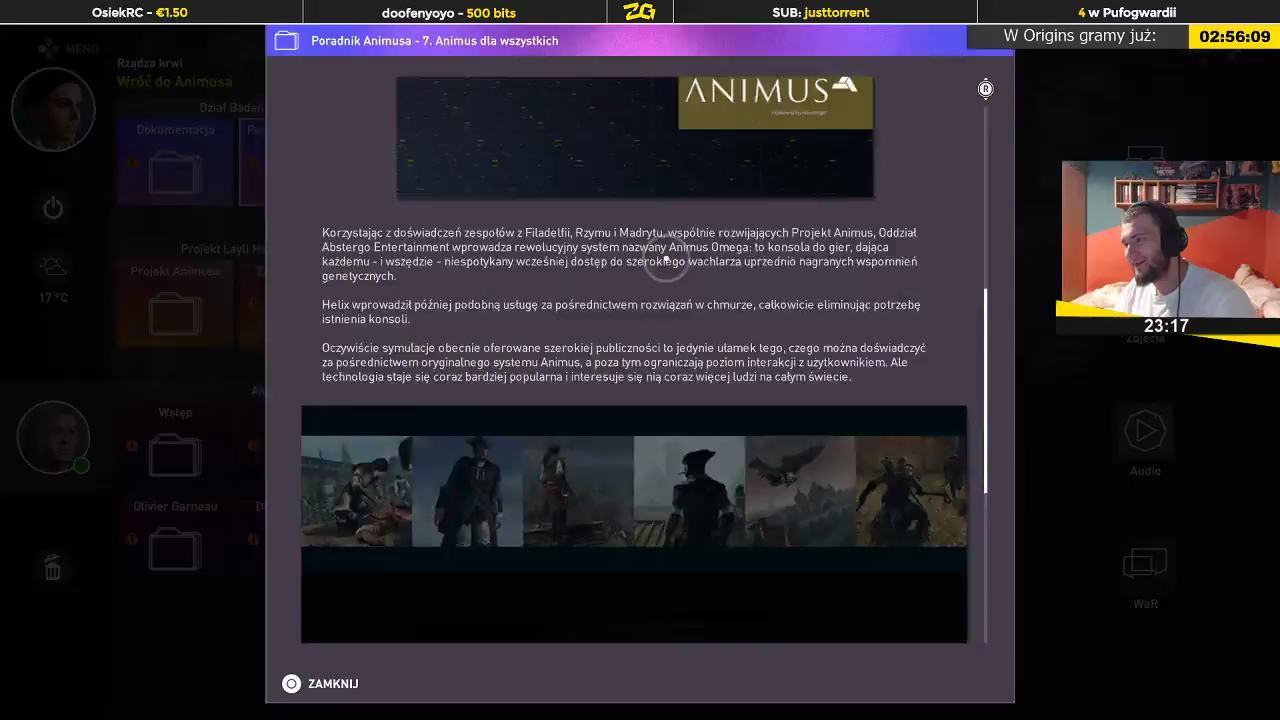 OsiekRC - €1.50
doofenyoyo - 500 bits
ZG
SUB: justtorrent
4 w Pufogwardii
MENU
Poradnik Animusa - 7. Animus dla wszystkich
W Origins gramy już:
02:56:09
Rządza krwi
Wróć do Animusa
Dział Badań
Dokumentacja
ANIMUS
R
Korzystając z doświadczeń zespołów z Filadelfii, Rzymu i Madrytu, wspólnie rozwijających Projekt Animus, Oddział
Abstergo Entertainment wprowadza rewolucyjny system nazwany Animus Omega: to konsola do gier, dająca
każdemu - i wszędzie - niespotykany wcześniej dostęp do szerokiego wachlarza uprzednio nagranych wspomnień
genetycznych.
Helix wprowadził później podobną usługę za pośrednictwem rozwiązań w chmurze, całkowicie eliminując potrzebę
istnienia konsoli.
Oczywiście symulacje obecnie oferowane szerokiej publiczności to jedynie ułamek tego, czego można doświadczyć
za pośrednictwem oryginalnego systemu Animus, a poza tym ograniczają poziom interakcji z użytkownikiem. Ale
technologia staje się coraz bardziej popularna i interesuje się nią coraz więcej ludzi na całym świecie.
Projekt Layli H
Projekt Animus
17 °C
23:17
Zdjęcia
Wstęp
Audio
Olivier Garneau
WeR
ZAMKNIJ